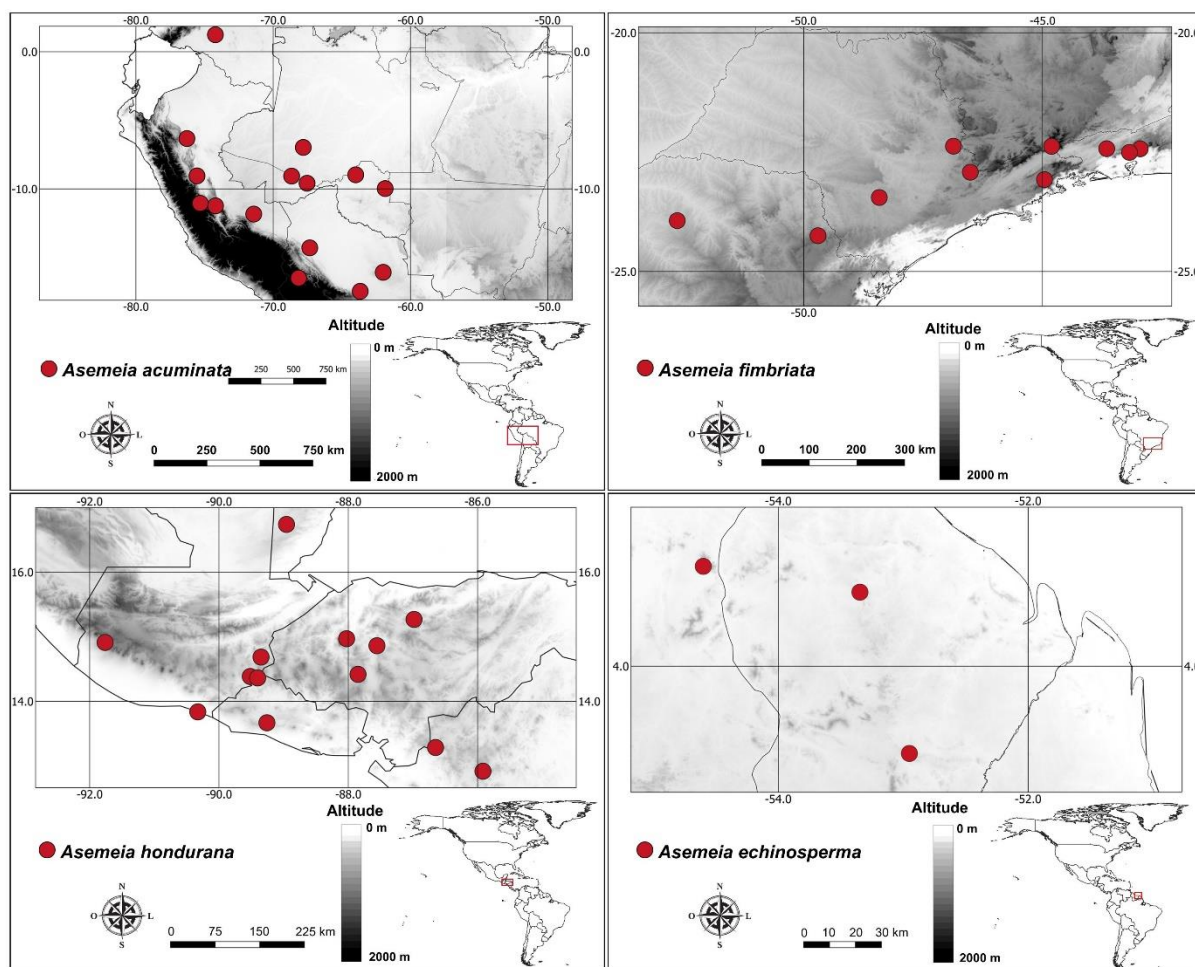 -80.0 -70.0 -60.0 -50.0
0.0 0.0
-10.0 -10.0
-80.0 -70.0 -60.0 -50.0
Altitude
0 m
2000 m
Asemeia acuminata
250 500 750 km
N
O L
S
0 250 500 750 km
-50.0 -45.0
-20.0 -20.0
-25.0 -25.0
-50.0 -45.0
Altitude
0 m
2000 m
Asemeia fimbriata
N
O L
S
0 100 200 300 km
-92.0 -90.0 -88.0 -86.0
16.0 16.0
14.0 14.0
-92.0 -90.0 -88.0 -86.0
Altitude
0 m
2000 m
Asemeia hondurana
N
O L
S
0 75 150 225 km
-54.0 -52.0
4.0 4.0
-54.0 -52.0
Altitude
0 m
2000 m
Asemeia echinosperma
N
O L
S
0 10 20 30 km